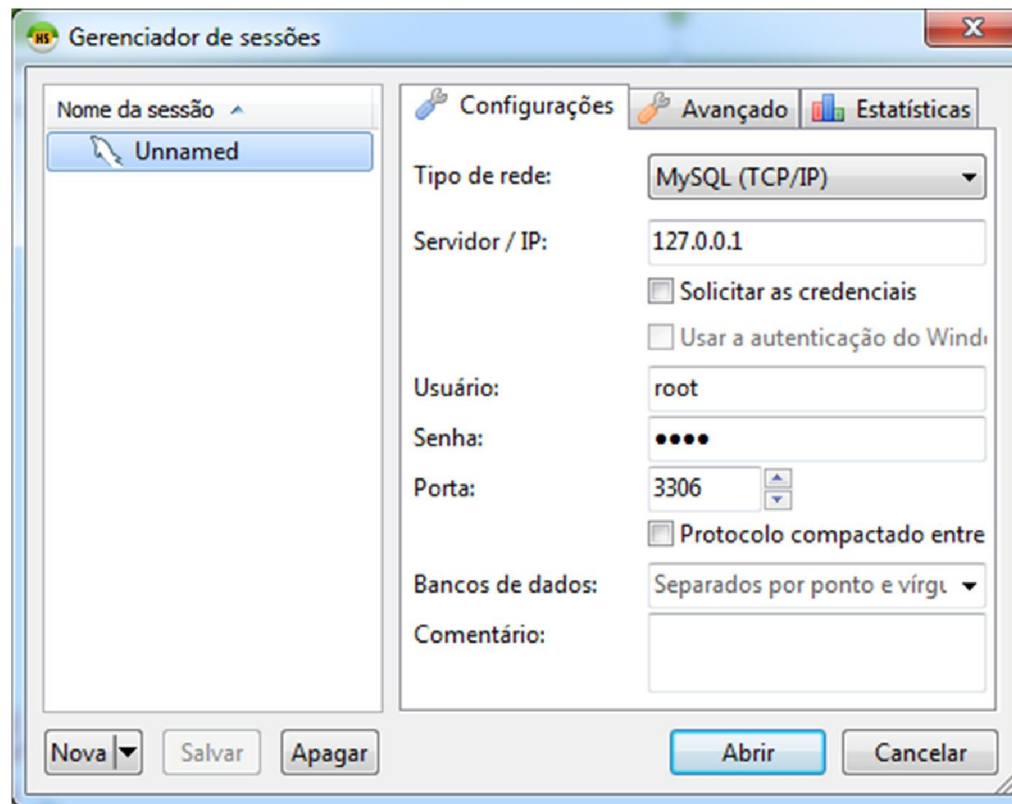 HS Gerenciador de sessões
Nome da sessão
Unnamed
Configurações Avançado Estatísticas
Tipo de rede: MySQL (TCP/IP)
Servidor / IP: 127.0.0.1
Solicitar as credenciais
Usar a autenticação do
Usuário: root
Senha: ••••
Porta: 3306
Protocolo compactado entre
Bancos de dados: Separados por ponto e
Comentário:
Nova Salvar Apagar Abrir Cancelar